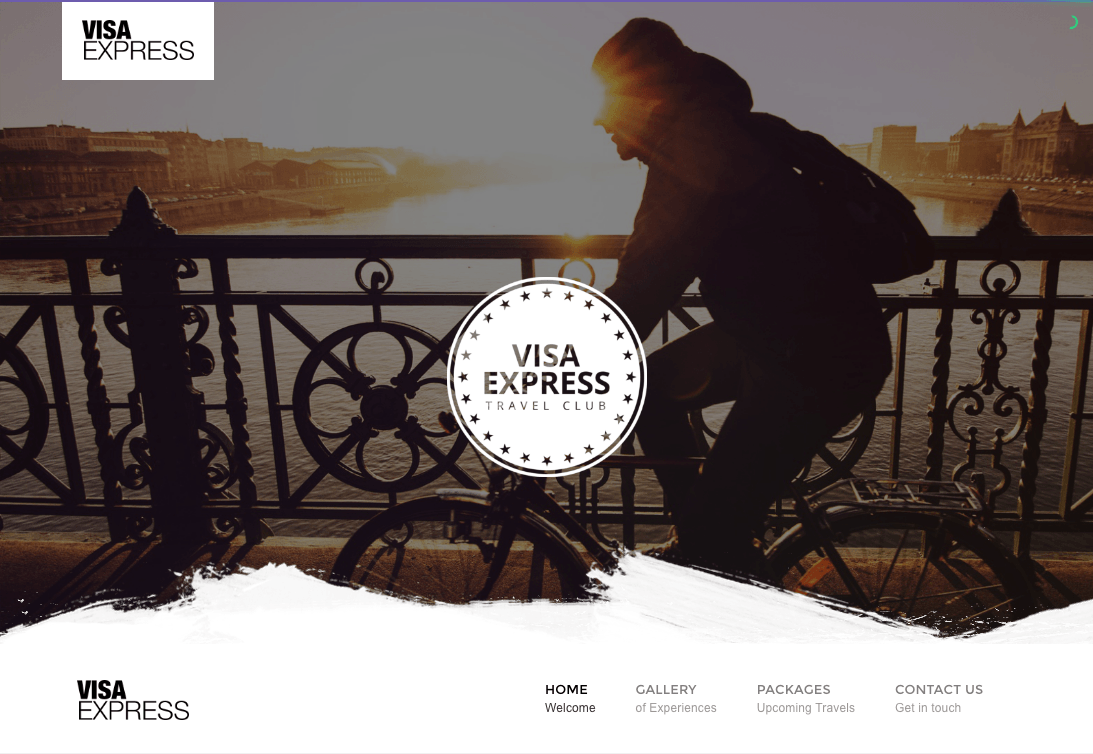 VISA
EXPRESS
VISA
EXPRESS
TRAVEL CLUB
VISA
EXPRESS
HOME
Welcome
GALLERY
of Experiences
PACKAGES
Upcoming Travels
CONTACT US
Get in touch